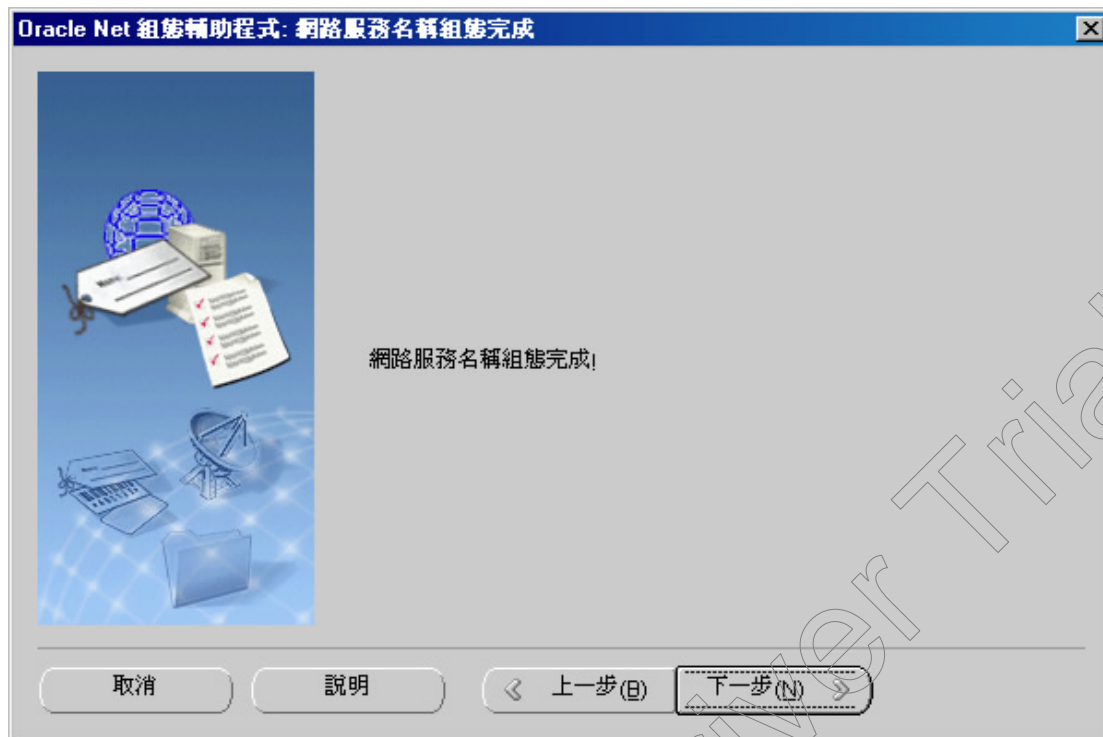 Oracle Net 組態輔助程式: 網路服務名稱組態完成
網路服務名稱組態完成!
取消
說明
上一步(B)
下一步(N)